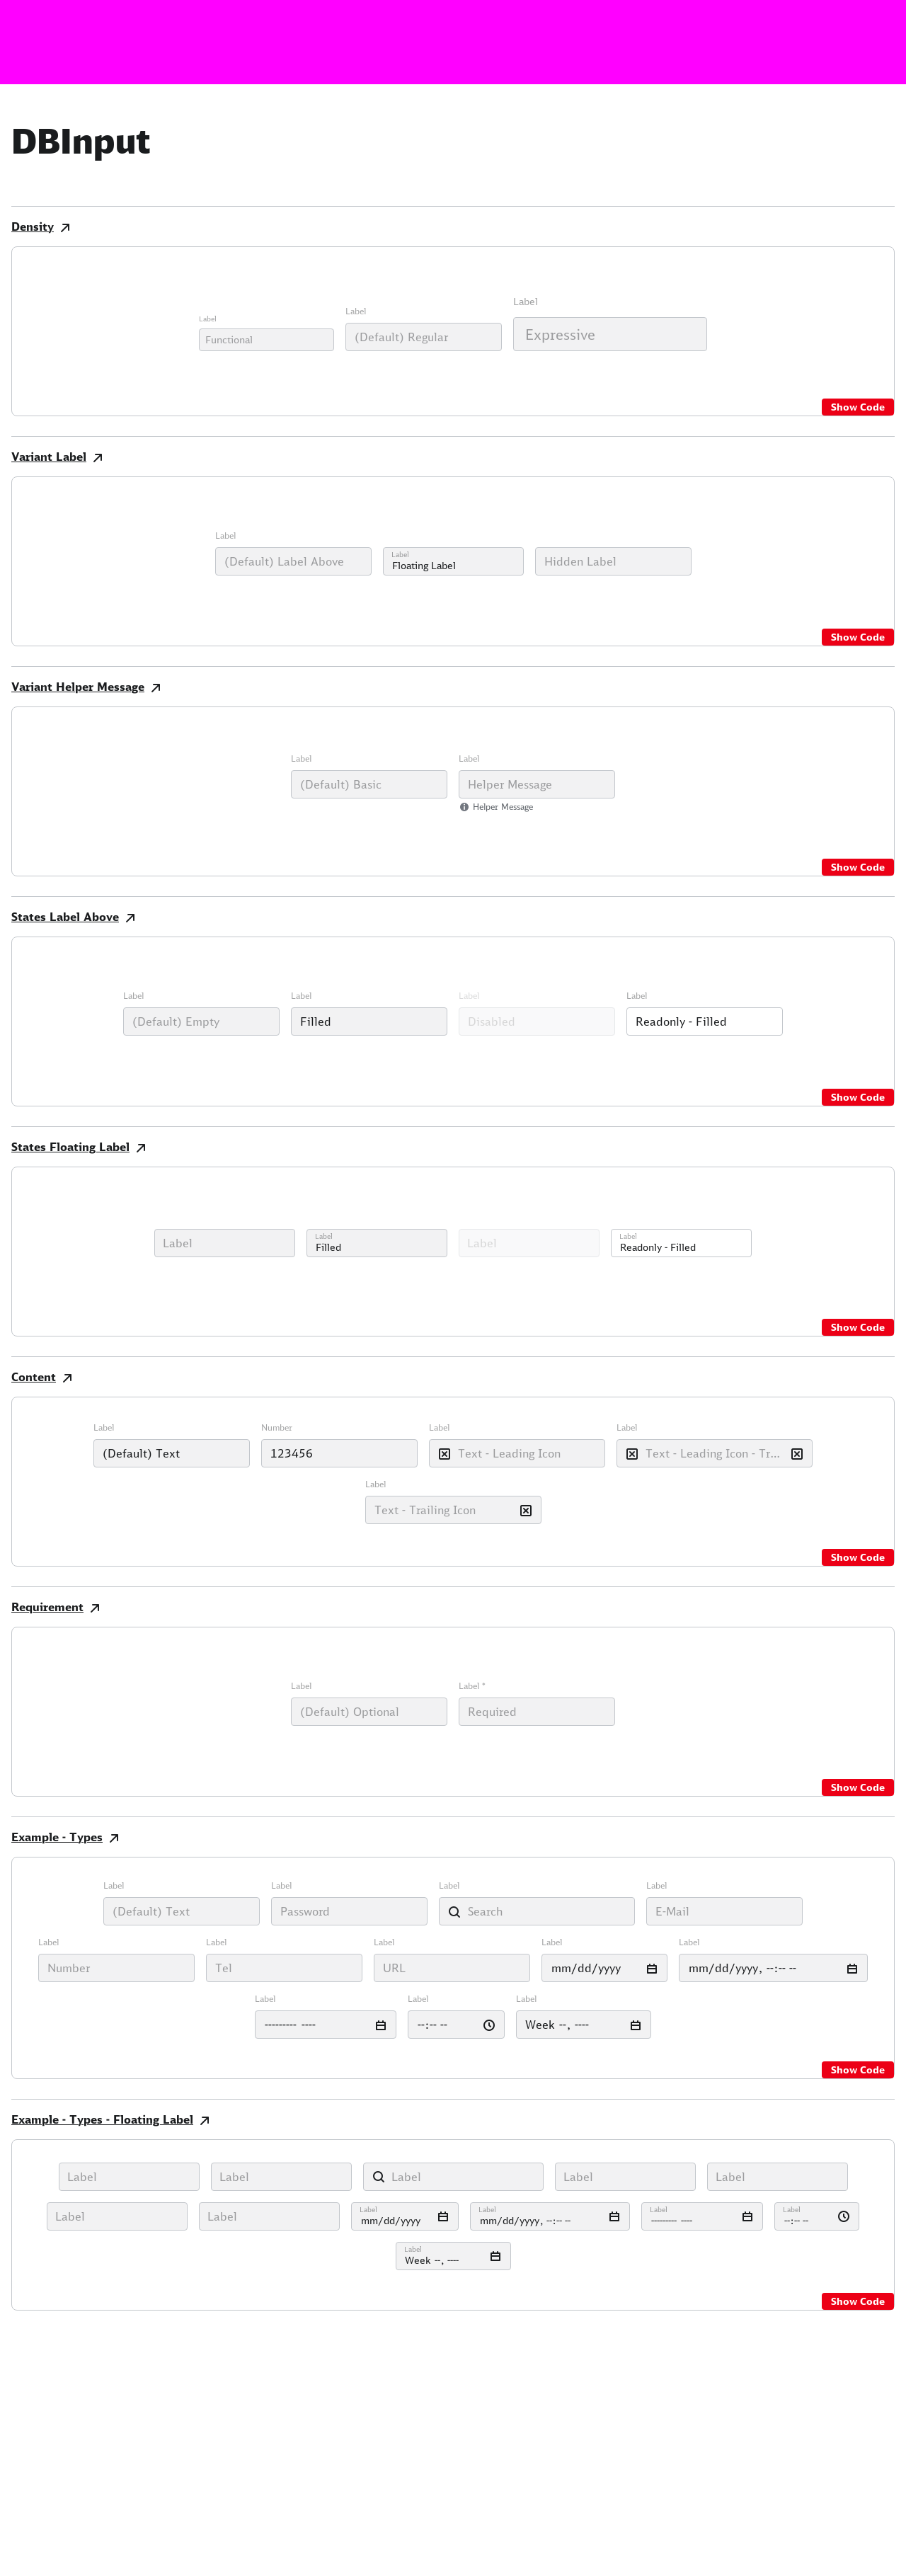 DBInput
Density
Label
Label
Label
Functional
(Default) Regular
Expressive
Show Code
Variant Label
Label
(Default) Label Above
Label
Floating Label
Hidden Label
Show Code
Variant Helper Message
Label
Label
(Default) Basic
Helper Message
Helper Message
Show Code
States Label Above
Label
Label
Label
Label
(Default) Empty
Filled
Disabled
Readonly - Filled
Show Code
States Floating Label
Label
Label
Filled
Label
Label
Readonly - Filled
Show Code
Content
Label
Number
Label
Label
(Default) Text
123456
Text - Leading Icon
Text - Leading Icon - Tr...
Label
Text - Trailing Icon
Show Code
Requirement
Label
Label *
(Default) Optional
Required
Show Code
Example - Types
Label
Label
Label
Label
(Default) Text
Password
Search
E-Mail
Label
Label
Label
Label
Label
Number
Tel
URL
mm/dd/yyyy
mm/dd/yyyy, --:-- --
Label
Label
Label
--------- ----
--:-- --
Week --, ----
Show Code
Example - Types - Floating Label
Label
Label
Label
Label
Label
Label
Label
Label
mm/dd/yyyy
Label
mm/dd/yyyy, --:-- --
Label
--------- ----
Label
--:-- --
Label
Week --, ----
Show Code